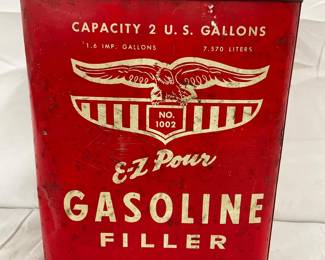 CAPACITY 2 U.S. GALLONS
1.6 IMP. GALLONS 7.570 LITERS
NO.
1002
E-Z Pour
GASOLINE
FILLER